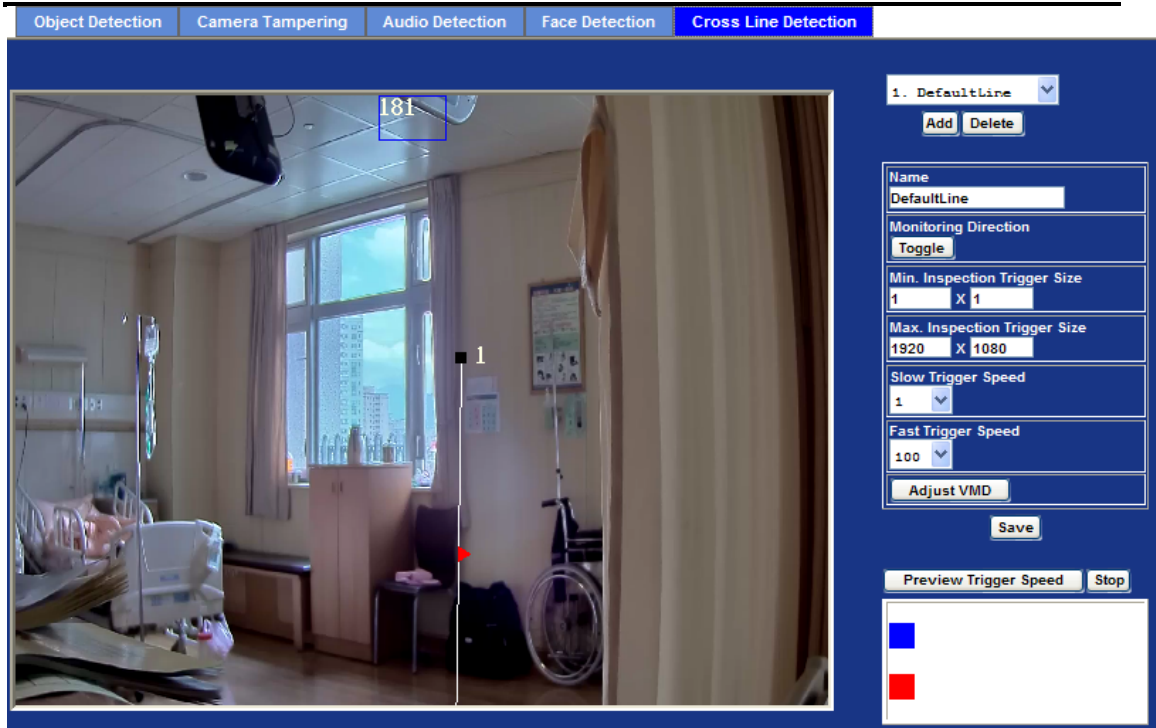 Object Detection
Camera Tampering
Audio Detection
Face Detection
Cross Line Detection
181
1
1. DefaultLine
Add
Delete
Name
DefaultLine
Monitoring Direction
Toggle
Min. Inspection Trigger Size
1 X 1
Max. Inspection Trigger Size
1920 X 1080
Slow Trigger Speed
1
Fast Trigger Speed
100
Adjust VMD
Save
Preview Trigger Speed
Stop